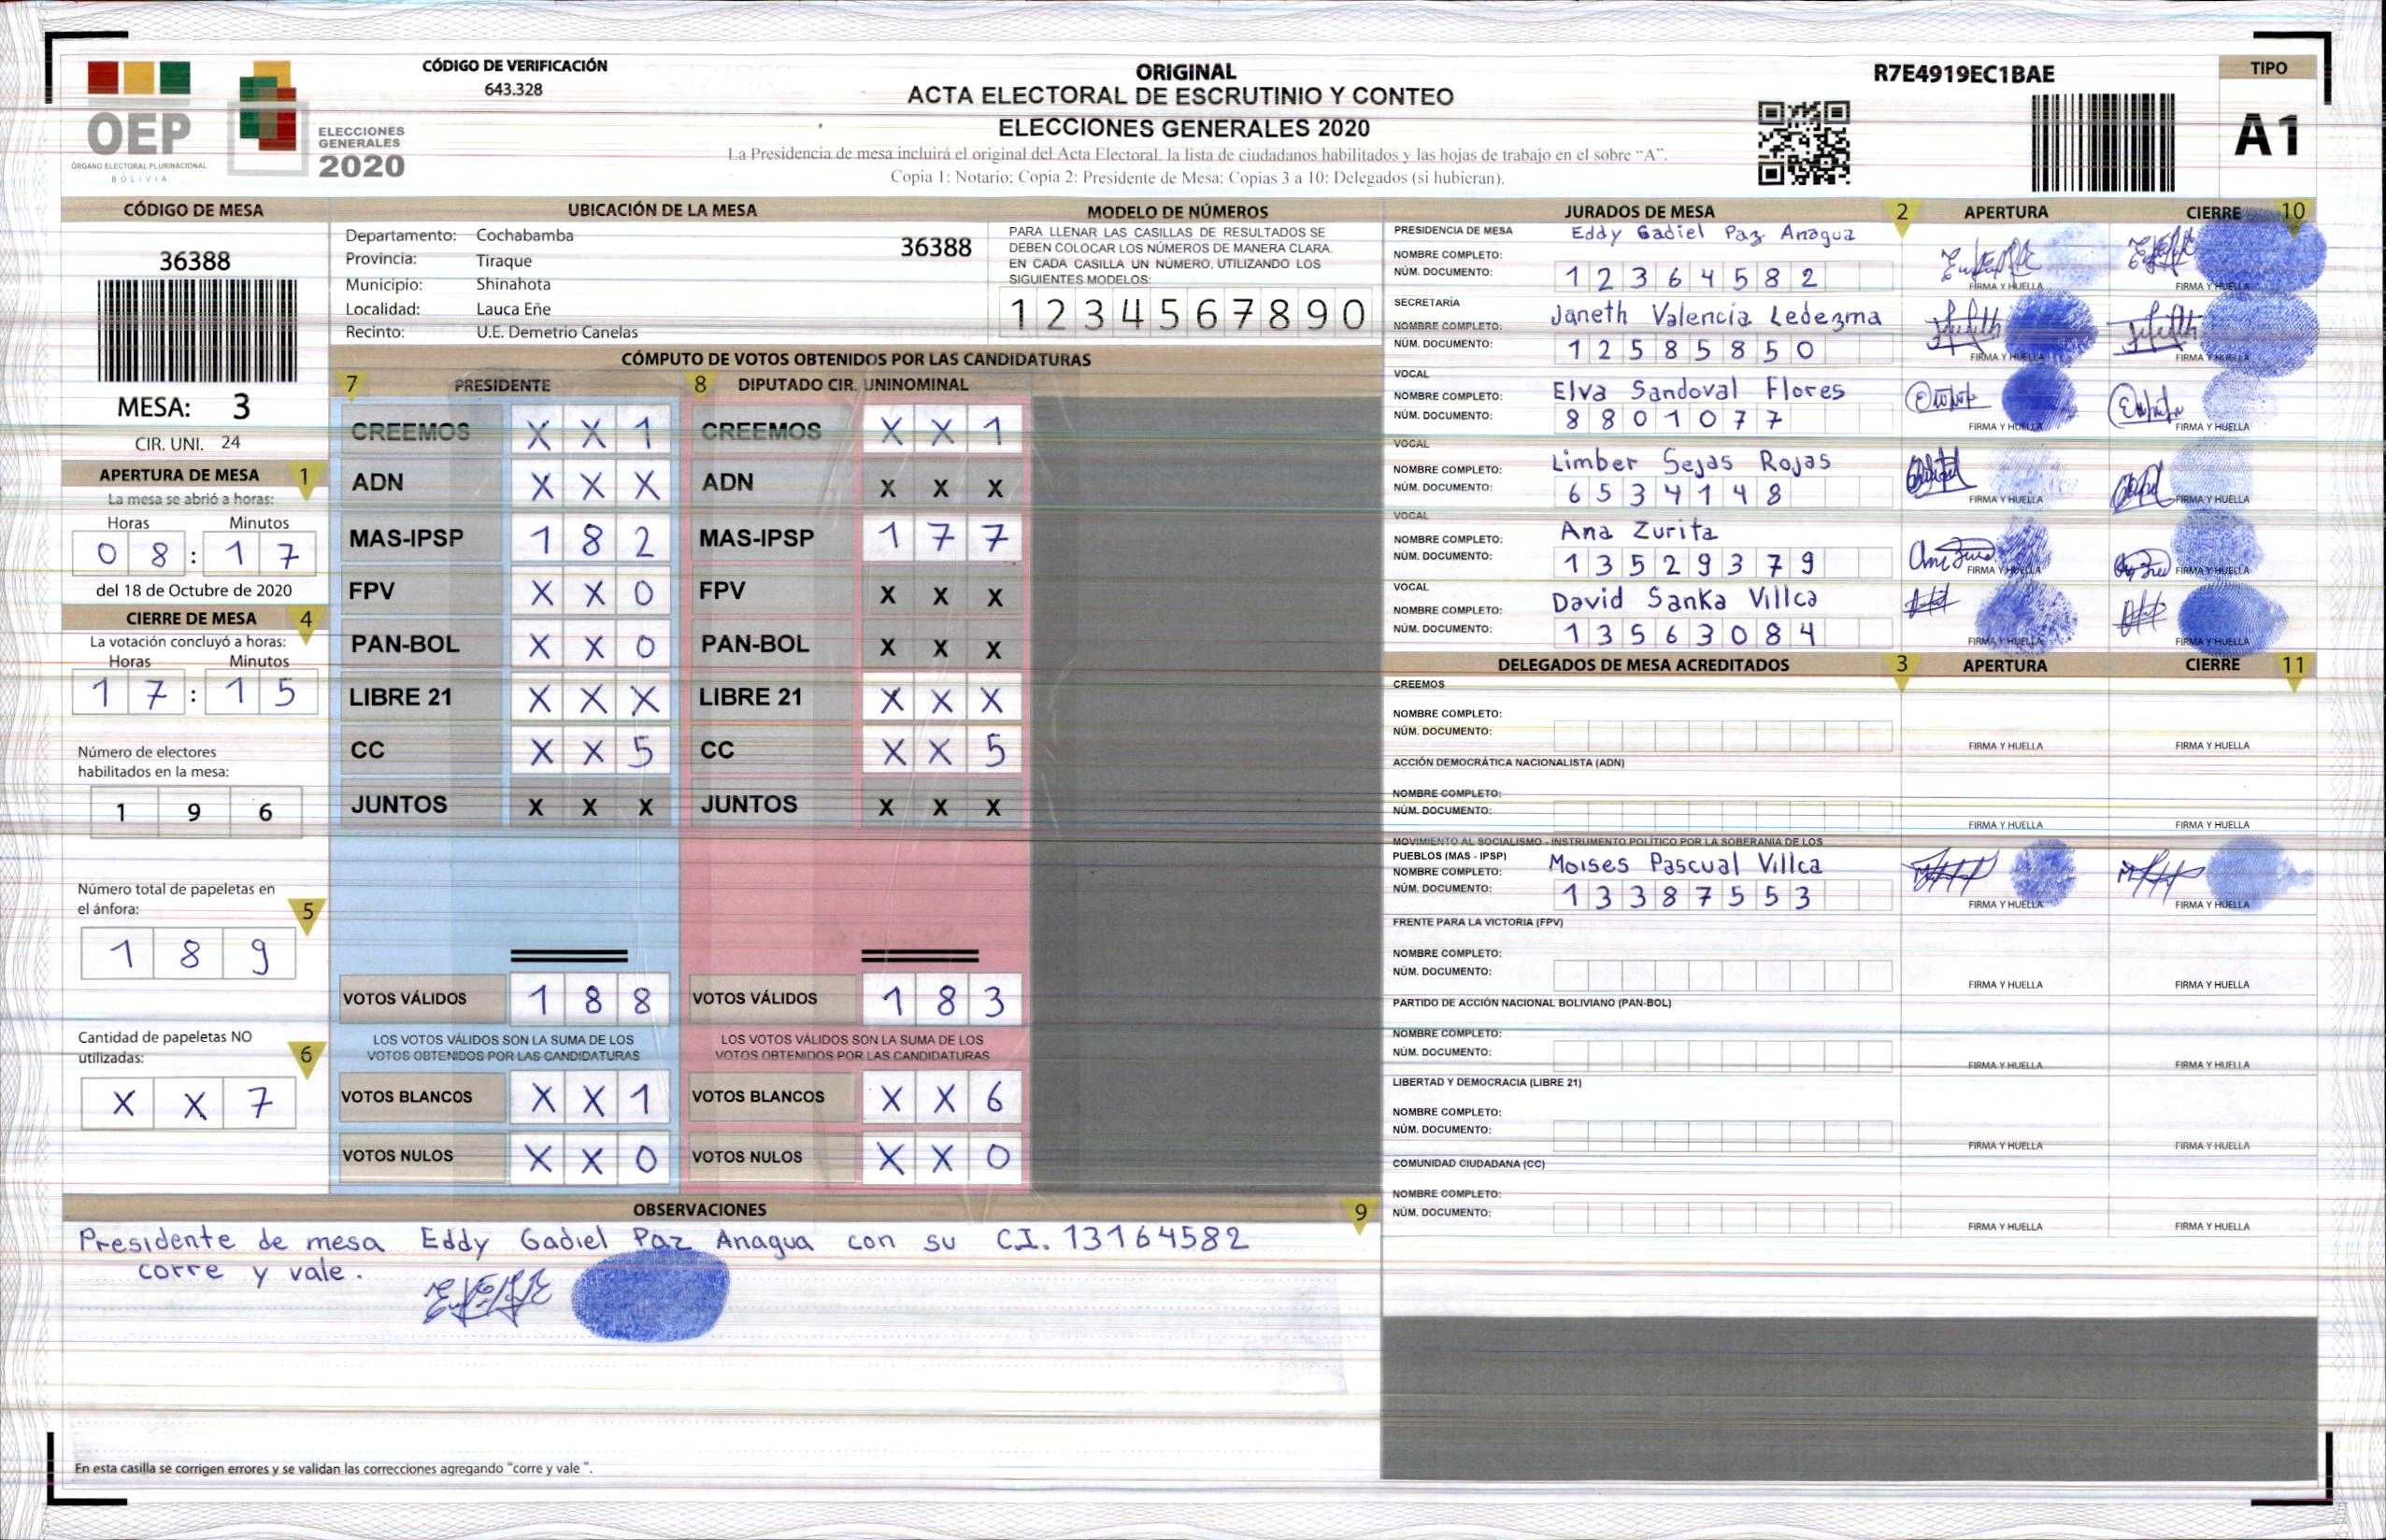 CÓDIGO DE VERIFICACIÓN
643.328
ORIGINAL
ACTA ELECTORAL DE ESCRUTINIO Y CONTEO
ELECCIONES GENERALES 2020
La Presidencia de mesa incluirá el original del Acta Electoral, la lista de ciudadanos habilitados y las hojas de trabajo en el sobre "A".
Copia 1: Notario; Copia 2: Presidente de Mesa; Copias 3 a 10: Delegados (si hubieran).
R7E4919EC1BAE
TIPO
A1
OEP
ÓRGANO ELECTORAL PLURINACIONAL
BOLIVIA
ELECCIONES
GENERALES
2020
CÓDIGO DE MESA
36388
MESA: 3
CIR. UNI. 24
APERTURA DE MESA 1
La mesa se abrió a horas:
Horas Minutos
0 8 : 1 7
del 18 de Octubre de 2020
CIERRE DE MESA 4
La votación concluyó a horas:
Horas Minutos
1 7 : 1 5
Número de electores
habilitados en la mesa:
1 9 6
Número total de papeletas en
el ánfora: 5
1 8 9
Cantidad de papeletas NO
utilizadas: 6
X X 7
UBICACIÓN DE LA MESA
Departamento: Cochabamba
36388
Provincia: Tiraque
Municipio: Shinahota
Localidad: Lauca Eñe
Recinto: U.E. Demetrio Canelas
MODELO DE NÚMEROS
PARA LLENAR LAS CASILLAS DE RESULTADOS SE
DEBEN COLOCAR LOS NÚMEROS DE MANERA CLARA.
EN CADA CASILLA UN NÚMERO, UTILIZANDO LOS
SIGUIENTES MODELOS:
1 2 3 4 5 6 7 8 9 0
CÓMPUTO DE VOTOS OBTENIDOS POR LAS CANDIDATURAS
7 PRESIDENTE 8 DIPUTADO CIR. UNINOMINAL
CREEMOS X X 1 CREEMOS X X 1
ADN X X X ADN X X X
MAS-IPSP 1 8 2 MAS-IPSP 1 7 7
FPV X X 0 FPV X X X
PAN-BOL X X 0 PAN-BOL X X X
LIBRE 21 X X X LIBRE 21 X X X
CC X X 5 CC X X 5
JUNTOS X X X JUNTOS X X X
VOTOS VÁLIDOS 1 8 8 VOTOS VÁLIDOS 1 8 3
LOS VOTOS VÁLIDOS SON LA SUMA DE LOS LOS VOTOS VÁLIDOS SON LA SUMA DE LOS
VOTOS OBTENIDOS POR LAS CANDIDATURAS VOTOS OBTENIDOS POR LAS CANDIDATURAS
VOTOS BLANCOS X X 1 VOTOS BLANCOS X X 6
VOTOS NULOS X X 0 VOTOS NULOS X X 0
OBSERVACIONES 9
Presidente de mesa Eddy Gadiel Paz Anagua con su C.I. 13164582
corre y vale.
En esta casilla se corrigen errores y se validan las correcciones agregando "corre y vale ".
JURADOS DE MESA 2 APERTURA CIERRE 10
PRESIDENCIA DE MESA
Eddy Gadiel Paz Anagua
NOMBRE COMPLETO:
NÚM. DOCUMENTO: 1 2 3 6 4 5 8 2
FIRMA Y HUELLA FIRMA Y HUELLA
SECRETARÍA
NOMBRE COMPLETO: Janeth Valencia Ledezma
NÚM. DOCUMENTO: 1 2 5 8 5 8 5 0
FIRMA Y HUELLA FIRMA Y HUELLA
VOCAL
NOMBRE COMPLETO: Elva Sandoval Flores
NÚM. DOCUMENTO: 8 8 0 1 0 7 7
FIRMA Y HUELLA FIRMA Y HUELLA
VOCAL
NOMBRE COMPLETO: Limber Sejas Rojas
NÚM. DOCUMENTO: 6 5 3 4 1 4 8
FIRMA Y HUELLA FIRMA Y HUELLA
VOCAL
NOMBRE COMPLETO: Ana Zurita
NÚM. DOCUMENTO: 1 3 5 2 9 3 7 9
FIRMA Y HUELLA FIRMA Y HUELLA
VOCAL
NOMBRE COMPLETO: David Sanka Villca
NÚM. DOCUMENTO: 1 3 5 6 3 0 8 4
FIRMA Y HUELLA FIRMA Y HUELLA
DELEGADOS DE MESA ACREDITADOS 3 APERTURA CIERRE 11
CREEMOS
NOMBRE COMPLETO:
NÚM. DOCUMENTO:
FIRMA Y HUELLA FIRMA Y HUELLA
ACCIÓN DEMOCRÁTICA NACIONALISTA (ADN)
NOMBRE COMPLETO:
NÚM. DOCUMENTO:
FIRMA Y HUELLA FIRMA Y HUELLA
MOVIMIENTO AL SOCIALISMO - INSTRUMENTO POLÍTICO POR LA SOBERANIA DE LOS
PUEBLOS (MAS - IPSP)
NOMBRE COMPLETO: Moises Pascual Villca
NÚM. DOCUMENTO: 1 3 3 8 7 5 5 3
FIRMA Y HUELLA FIRMA Y HUELLA
FRENTE PARA LA VICTORIA (FPV)
NOMBRE COMPLETO:
NÚM. DOCUMENTO:
FIRMA Y HUELLA FIRMA Y HUELLA
PARTIDO DE ACCIÓN NACIONAL BOLIVIANO (PAN-BOL)
NOMBRE COMPLETO:
NÚM. DOCUMENTO:
FIRMA Y HUELLA FIRMA Y HUELLA
LIBERTAD Y DEMOCRACIA (LIBRE 21)
NOMBRE COMPLETO:
NÚM. DOCUMENTO:
FIRMA Y HUELLA FIRMA Y HUELLA
COMUNIDAD CIUDADANA (CC)
NOMBRE COMPLETO:
NÚM. DOCUMENTO:
FIRMA Y HUELLA FIRMA Y HUELLA